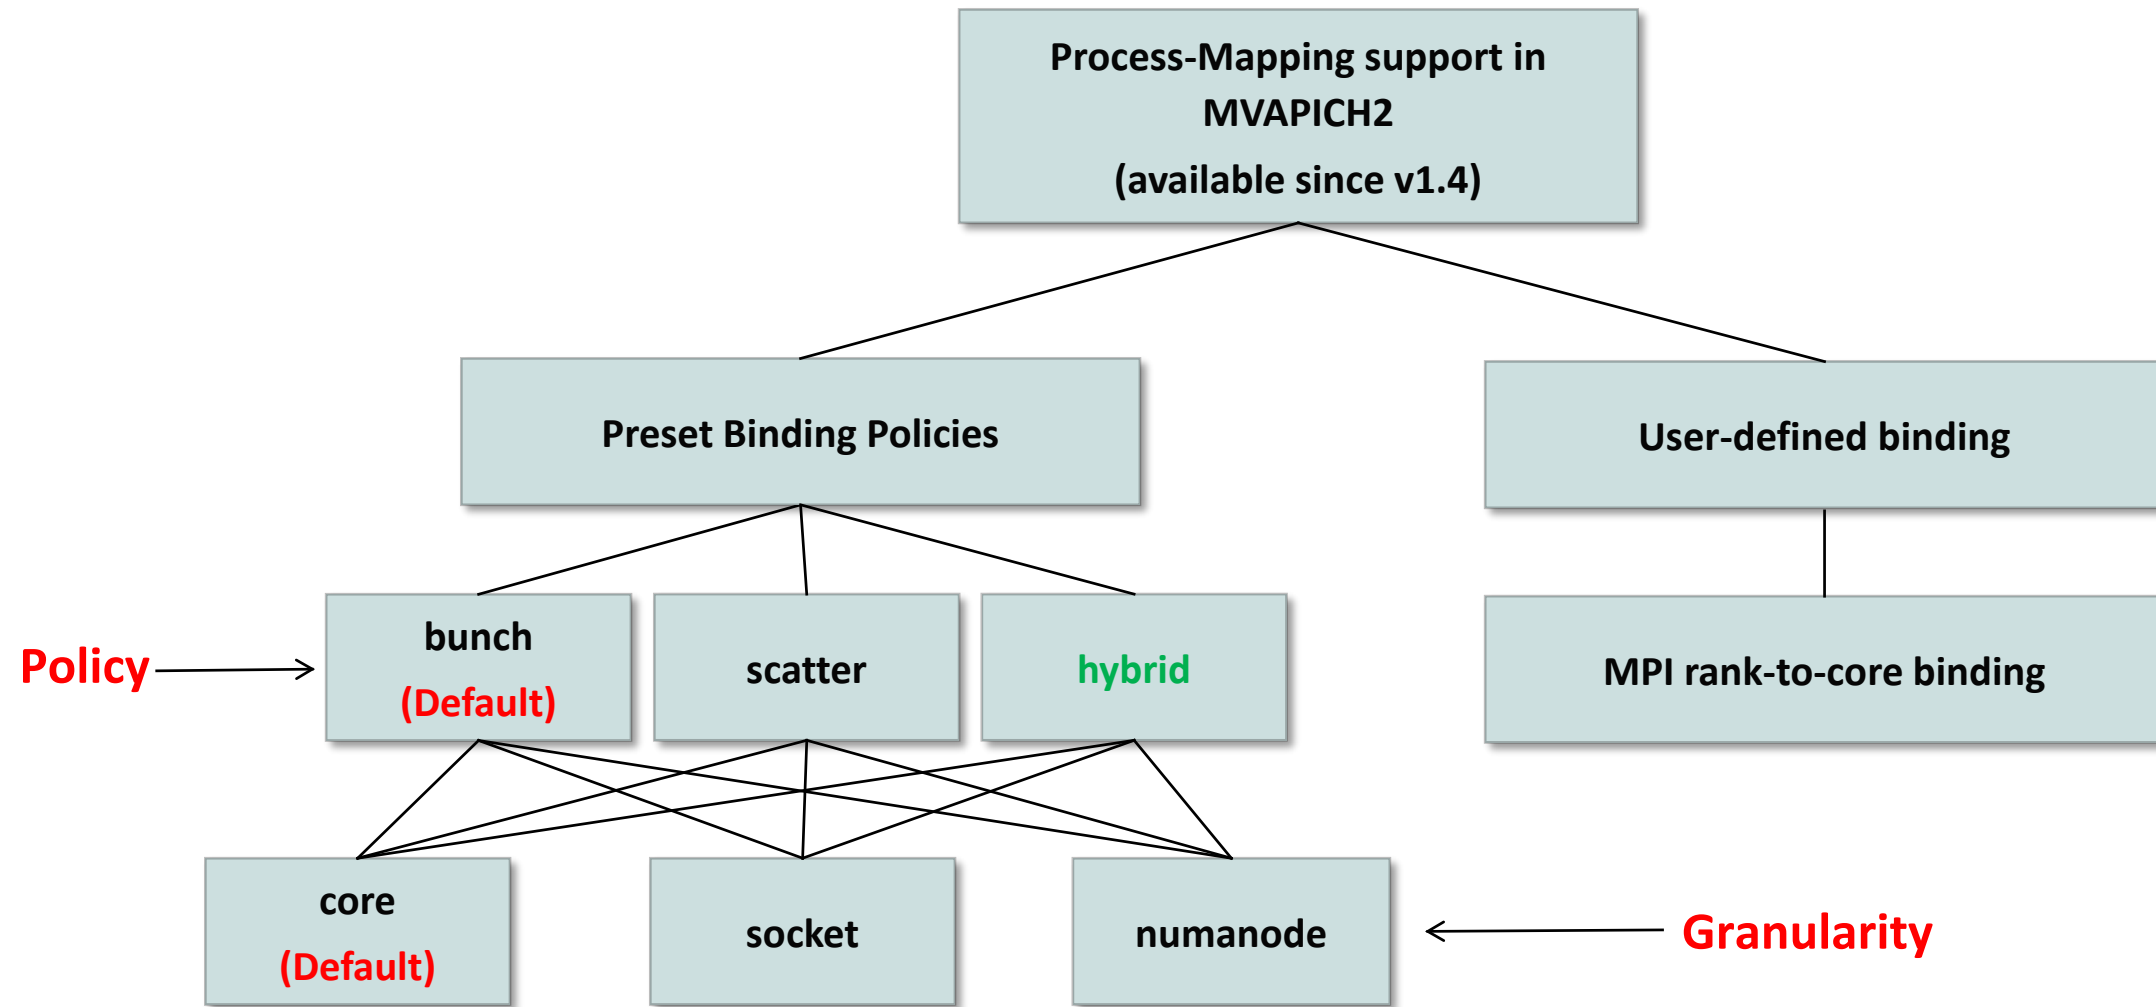 Process-Mapping support in
MVAPICH2
(available since v1.4)
Preset Binding Policies
User-defined binding
Policy
bunch
(Default)
scatter
hybrid
MPI rank-to-core binding
core
(Default)
socket
numanode
Granularity